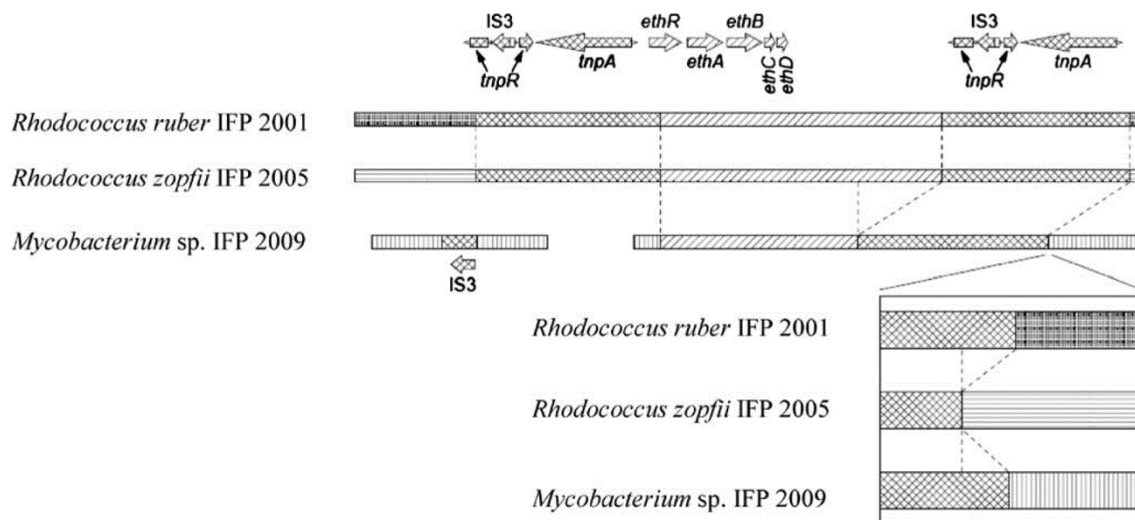 IS3 ethR ethB IS3
tnpR tnpA ethA ethC ethD tnpR tnpA
Rhodococcus ruber IFP 2001
Rhodococcus zopfii IFP 2005
Mycobacterium sp. IFP 2009
IS3
Rhodococcus ruber IFP 2001
Rhodococcus zopfii IFP 2005
Mycobacterium sp. IFP 2009